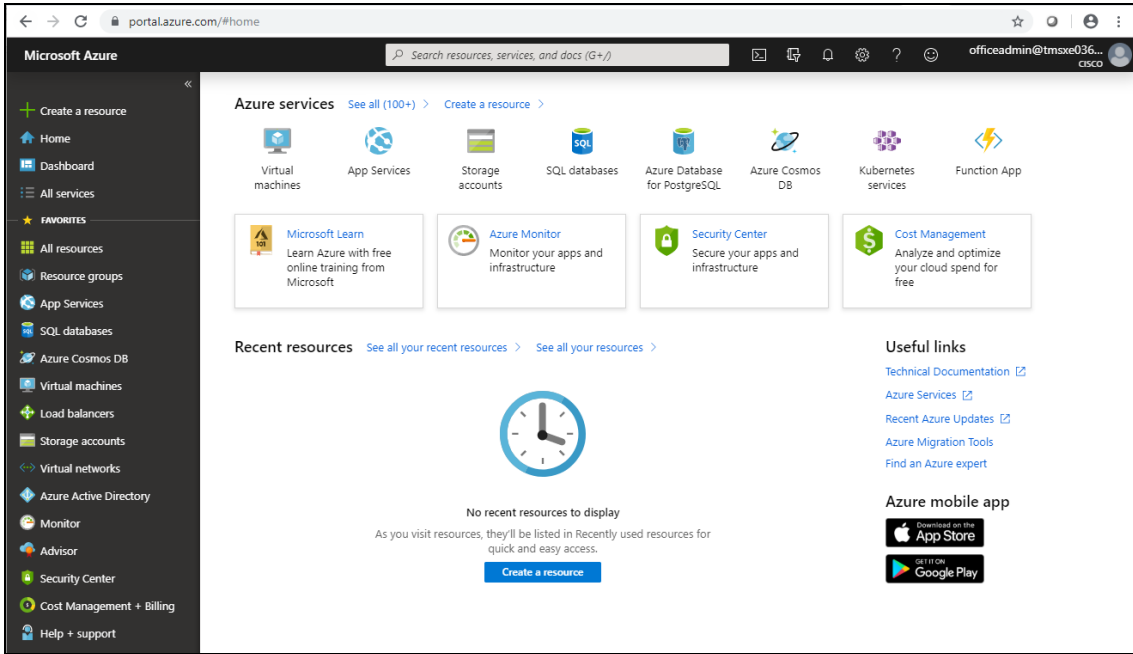 portal.azure.com/#home
Microsoft Azure
Search resources, services, and docs (G+/)
officeadmin@tmsxe036...
CISCO
«
Create a resource
Home
Dashboard
All services
FAVORITES
All resources
Resource groups
App Services
SQL databases
Azure Cosmos DB
Virtual machines
Load balancers
Storage accounts
Virtual networks
Azure Active Directory
Monitor
Advisor
Security Center
Cost Management + Billing
Help + support
Azure services See all (100+) > Create a resource >
Virtual
machines
App Services
Storage
accounts
SQL
SQL databases
Azure Database
for PostgreSQL
Azure Cosmos
DB
Kubernetes
services
Function App
101
Microsoft Learn
Learn Azure with free
online training from
Microsoft
Azure Monitor
Monitor your apps and
infrastructure
Security Center
Secure your apps and
infrastructure
$
Cost Management
Analyze and optimize
your cloud spend for
free
Recent resources See all your recent resources > See all your resources >
No recent resources to display
As you visit resources, they'll be listed in Recently used resources for
quick and easy access.
Create a resource
Useful links
Technical Documentation
Azure Services
Recent Azure Updates
Azure Migration Tools
Find an Azure expert
Azure mobile app
Download on the
App Store
GET IT ON
Google Play